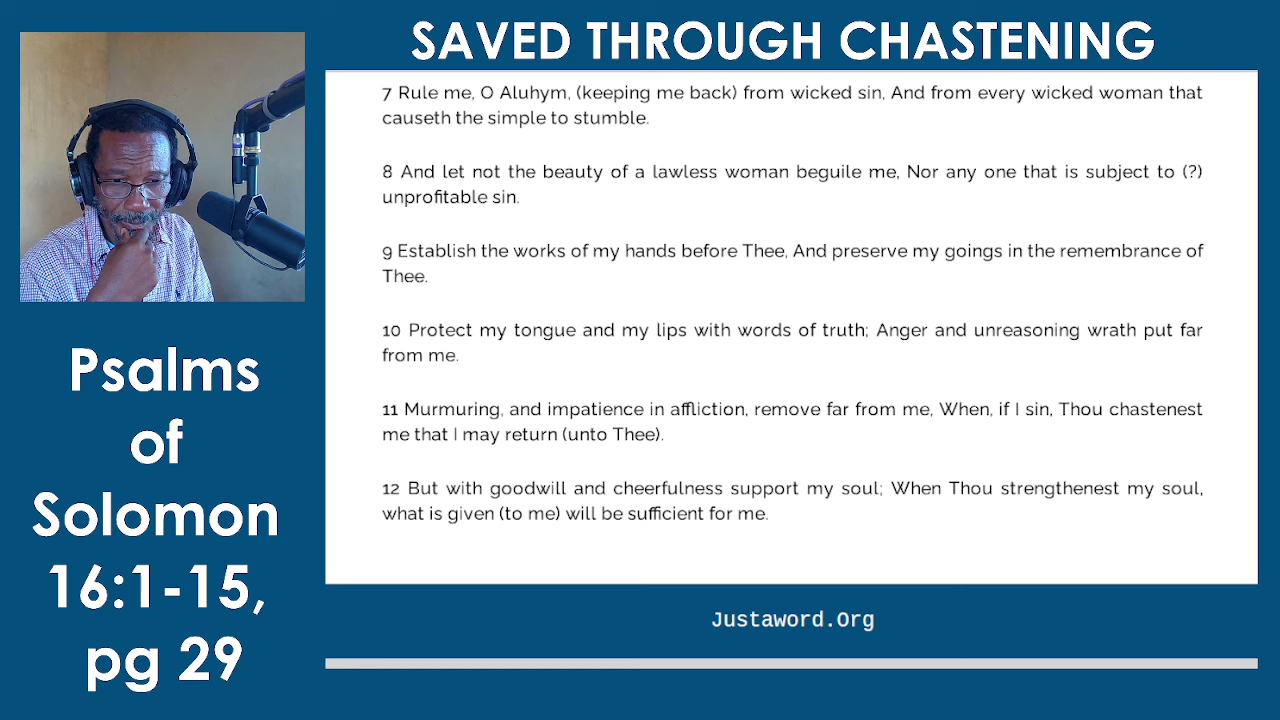 SAVED THROUGH CHASTENING
7 Rule me, O Aluhym, (keeping me back) from wicked sin, And from every wicked woman that
causeth the simple to stumble.
8 And let not the beauty of a lawless woman beguile me, Nor any one that is subject to (?)
unprofitable sin.
9 Establish the works of my hands before Thee, And preserve my goings in the remembrance of
Thee.
10 Protect my tongue and my lips with words of truth; Anger and unreasoning wrath put far
from me.
11 Murmuring, and impatience in affliction, remove far from me, When, if I sin, Thou chastenest
me that I may return (unto Thee).
12 But with goodwill and cheerfulness support my soul; When Thou strengthenest my soul,
what is given (to me) will be sufficient for me.
Psalms
of
Solomon
16:1-15,
pg 29
Justaword.Org